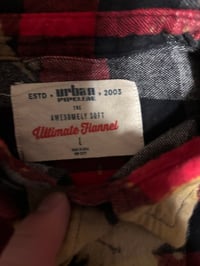 urban
ESTD • PIPELINE • 2003
THE
AWESOMELY SOFT
Ultimate Flannel
L